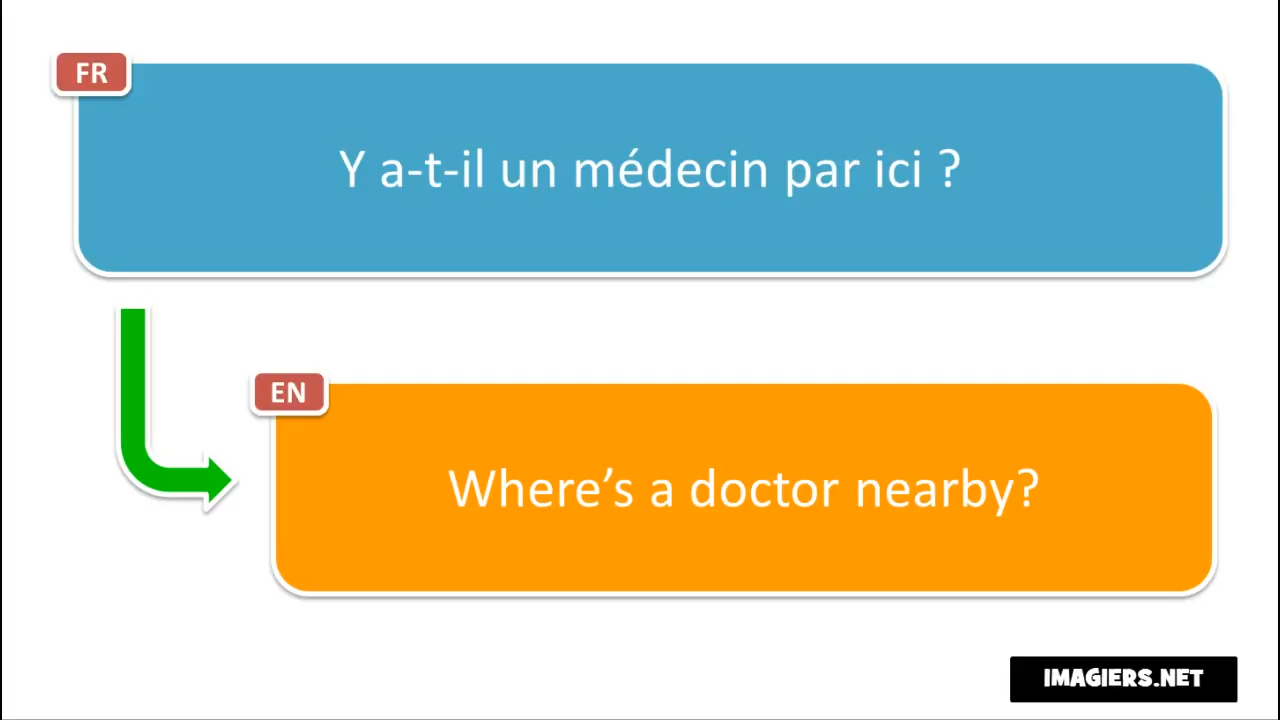 FR
Y a-t-il un médecin par ici ?
EN
Where’s a doctor nearby?
IMAGIERS.NET